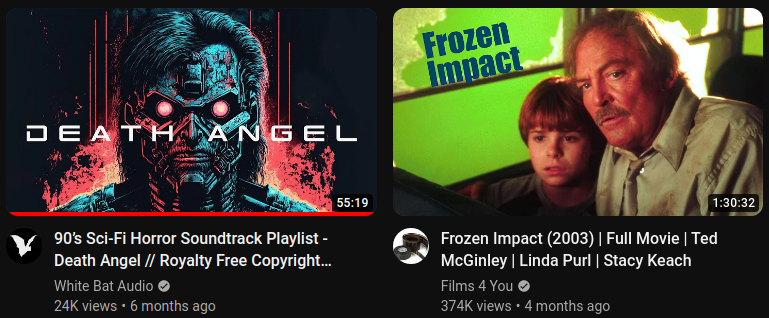 DEATH ANGEL
55:19
90's Sci-Fi Horror Soundtrack Playlist -
Death Angel // Royalty Free Copyright...
White Bat Audio
24K views • 6 months ago
Frozen
Impact
1:30:32
Frozen Impact (2003) | Full Movie | Ted
McGinley | Linda Purl | Stacy Keach
Films 4 You
374K views • 4 months ago